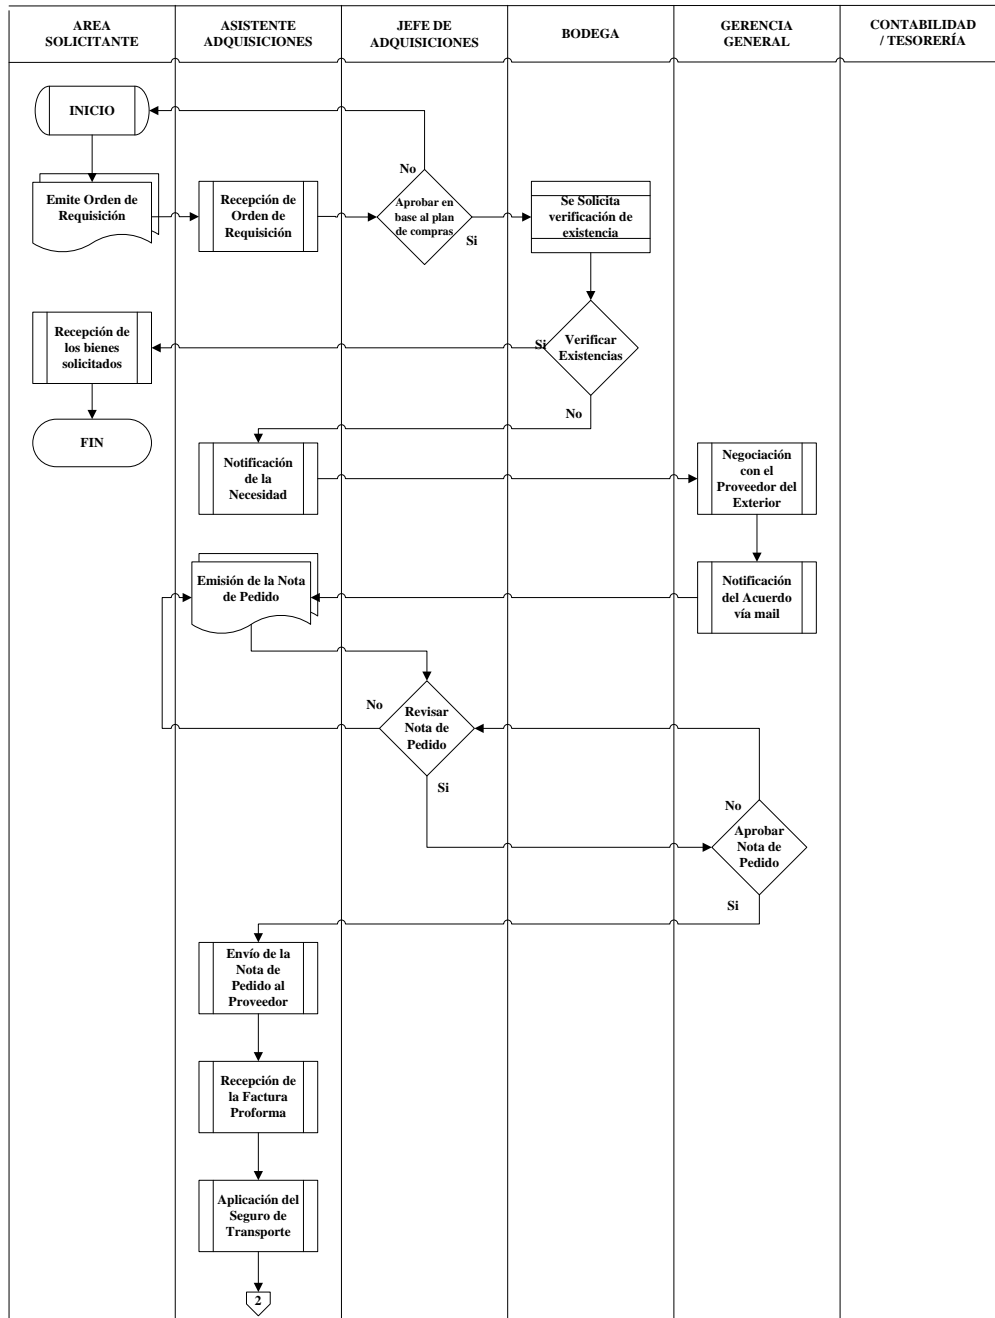 AREA
SOLICITANTE
ASISTENTE
ADQUISICIONES
JEFE DE
ADQUISICIONES
BODEGA
GERENCIA
GENERAL
CONTABILIDAD
/ TESORERÍA
INICIO
No
Emite Orden de
Requisición
Recepción de
Orden de
Requisición
Aprobar en
base al plan
de compras
Si
Se Solicita
verificación de
existencia
Recepción de
los bienes
solicitados
Si
Verificar
Existencias
No
FIN
Notificación
de la
Necesidad
Negociación
con el
Proveedor del
Exterior
Emisión de la Nota
de Pedido
Notificación
del Acuerdo
vía mail
No
Revisar
Nota de
Pedido
Si
No
Aprobar
Nota de
Pedido
Si
Envío de la
Nota de
Pedido al
Proveedor
Recepción de
la Factura
Proforma
Aplicación del
Seguro de
Transporte
2